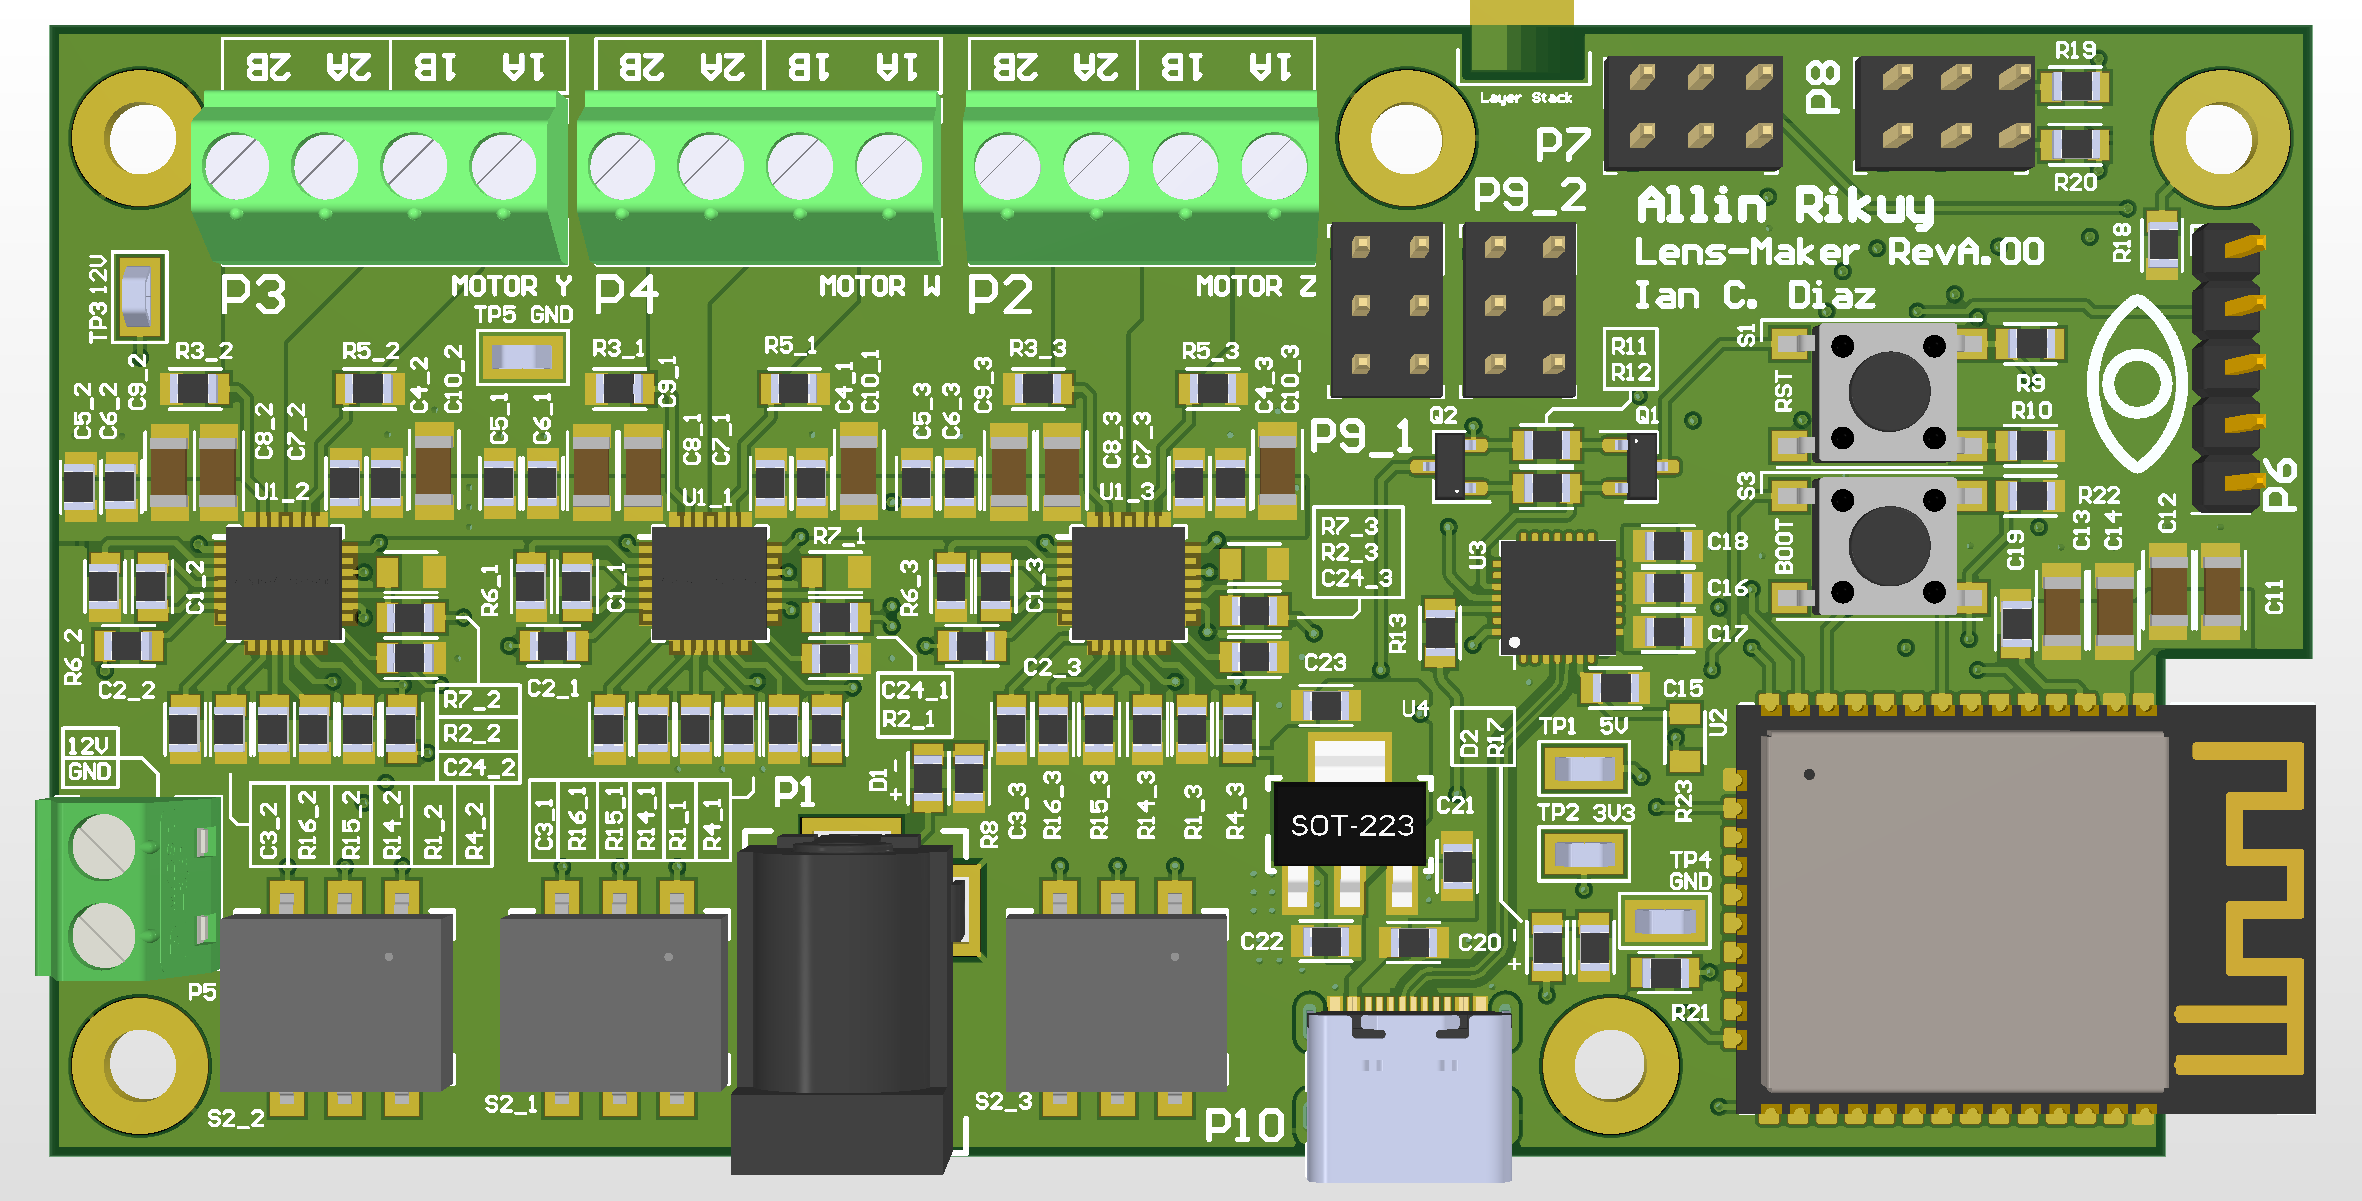 2B 2A 1B 1A
2B 2A 1B 1A
2B 2A 1B 1A
Layer Stack
P8
R19
R20
P7
P9_2
Allin Rikuy
Lens-Maker RevA.00
Ian C. Diaz
R18
TP3 12V
P3
MOTOR Y
P4
MOTOR W
P2
MOTOR Z
TP5 GND
R3_2
R5_2
R3_1
R5_1
R3_3
R5_3
C5_2
C6_2
C9_2
C8_2
C7_2
C4_2
C10_2
C5_1
C6_1
C9_1
C8_1
C7_1
C4_1
C10_1
C5_3
C6_3
C9_3
C8_3
C7_3
C4_3
C10_3
P9_1
R11
R12
Q2
Q1
S1
RST
R9
R10
S3
BOOT
R22
P6
U1_2
U1_1
U1_3
R7_1
R7_3
R2_3
C24_3
U3
C18
C16
C17
C19
C13
C14
C12
C11
R6_2
C1_2
R6_1
C1_1
R6_3
C1_3
R13
C2_2
C2_1
C2_3
C23
C15
U2
U4
R7_2
R2_2
C24_2
C24_1
R2_1
D2
R17
TP1 5V
TP2 3V3
R23
TP4
GND
12V
GND
C3_2
R16_2
R15_2
R14_2
R1_2
R4_2
C3_1
R16_1
R15_1
R14_1
R1_1
R4_1
P1
D1
-
+
R8
C3_3
R16_3
R15_3
R14_3
R1_3
R4_3
SOT-223
C21
C22
C20
-
+
R21
P5
S2_2
S2_1
S2_3
P10